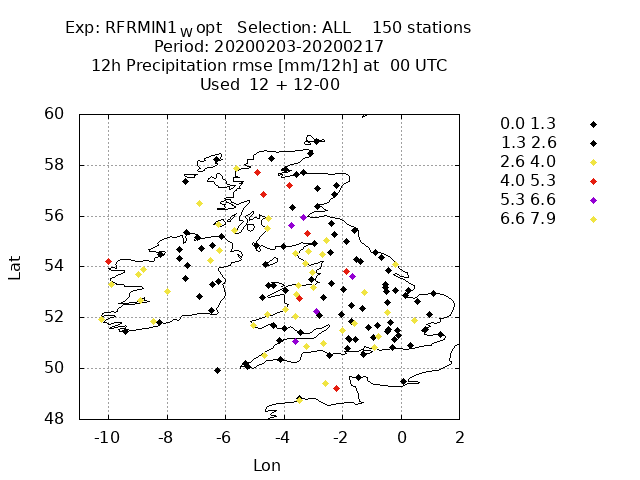 Exp: RFRMIN1wopt Selection: ALL 150 stations
Period: 20200203-20200217
12h Precipitation rmse [mm/12h] at 00 UTC
Used 12 + 12-00
60
58
56
54
52
50
48
Lat
-10 -8 -6 -4 -2 0 2
Lon
0.0 1.3
1.3 2.6
2.6 4.0
4.0 5.3
5.3 6.6
6.6 7.9